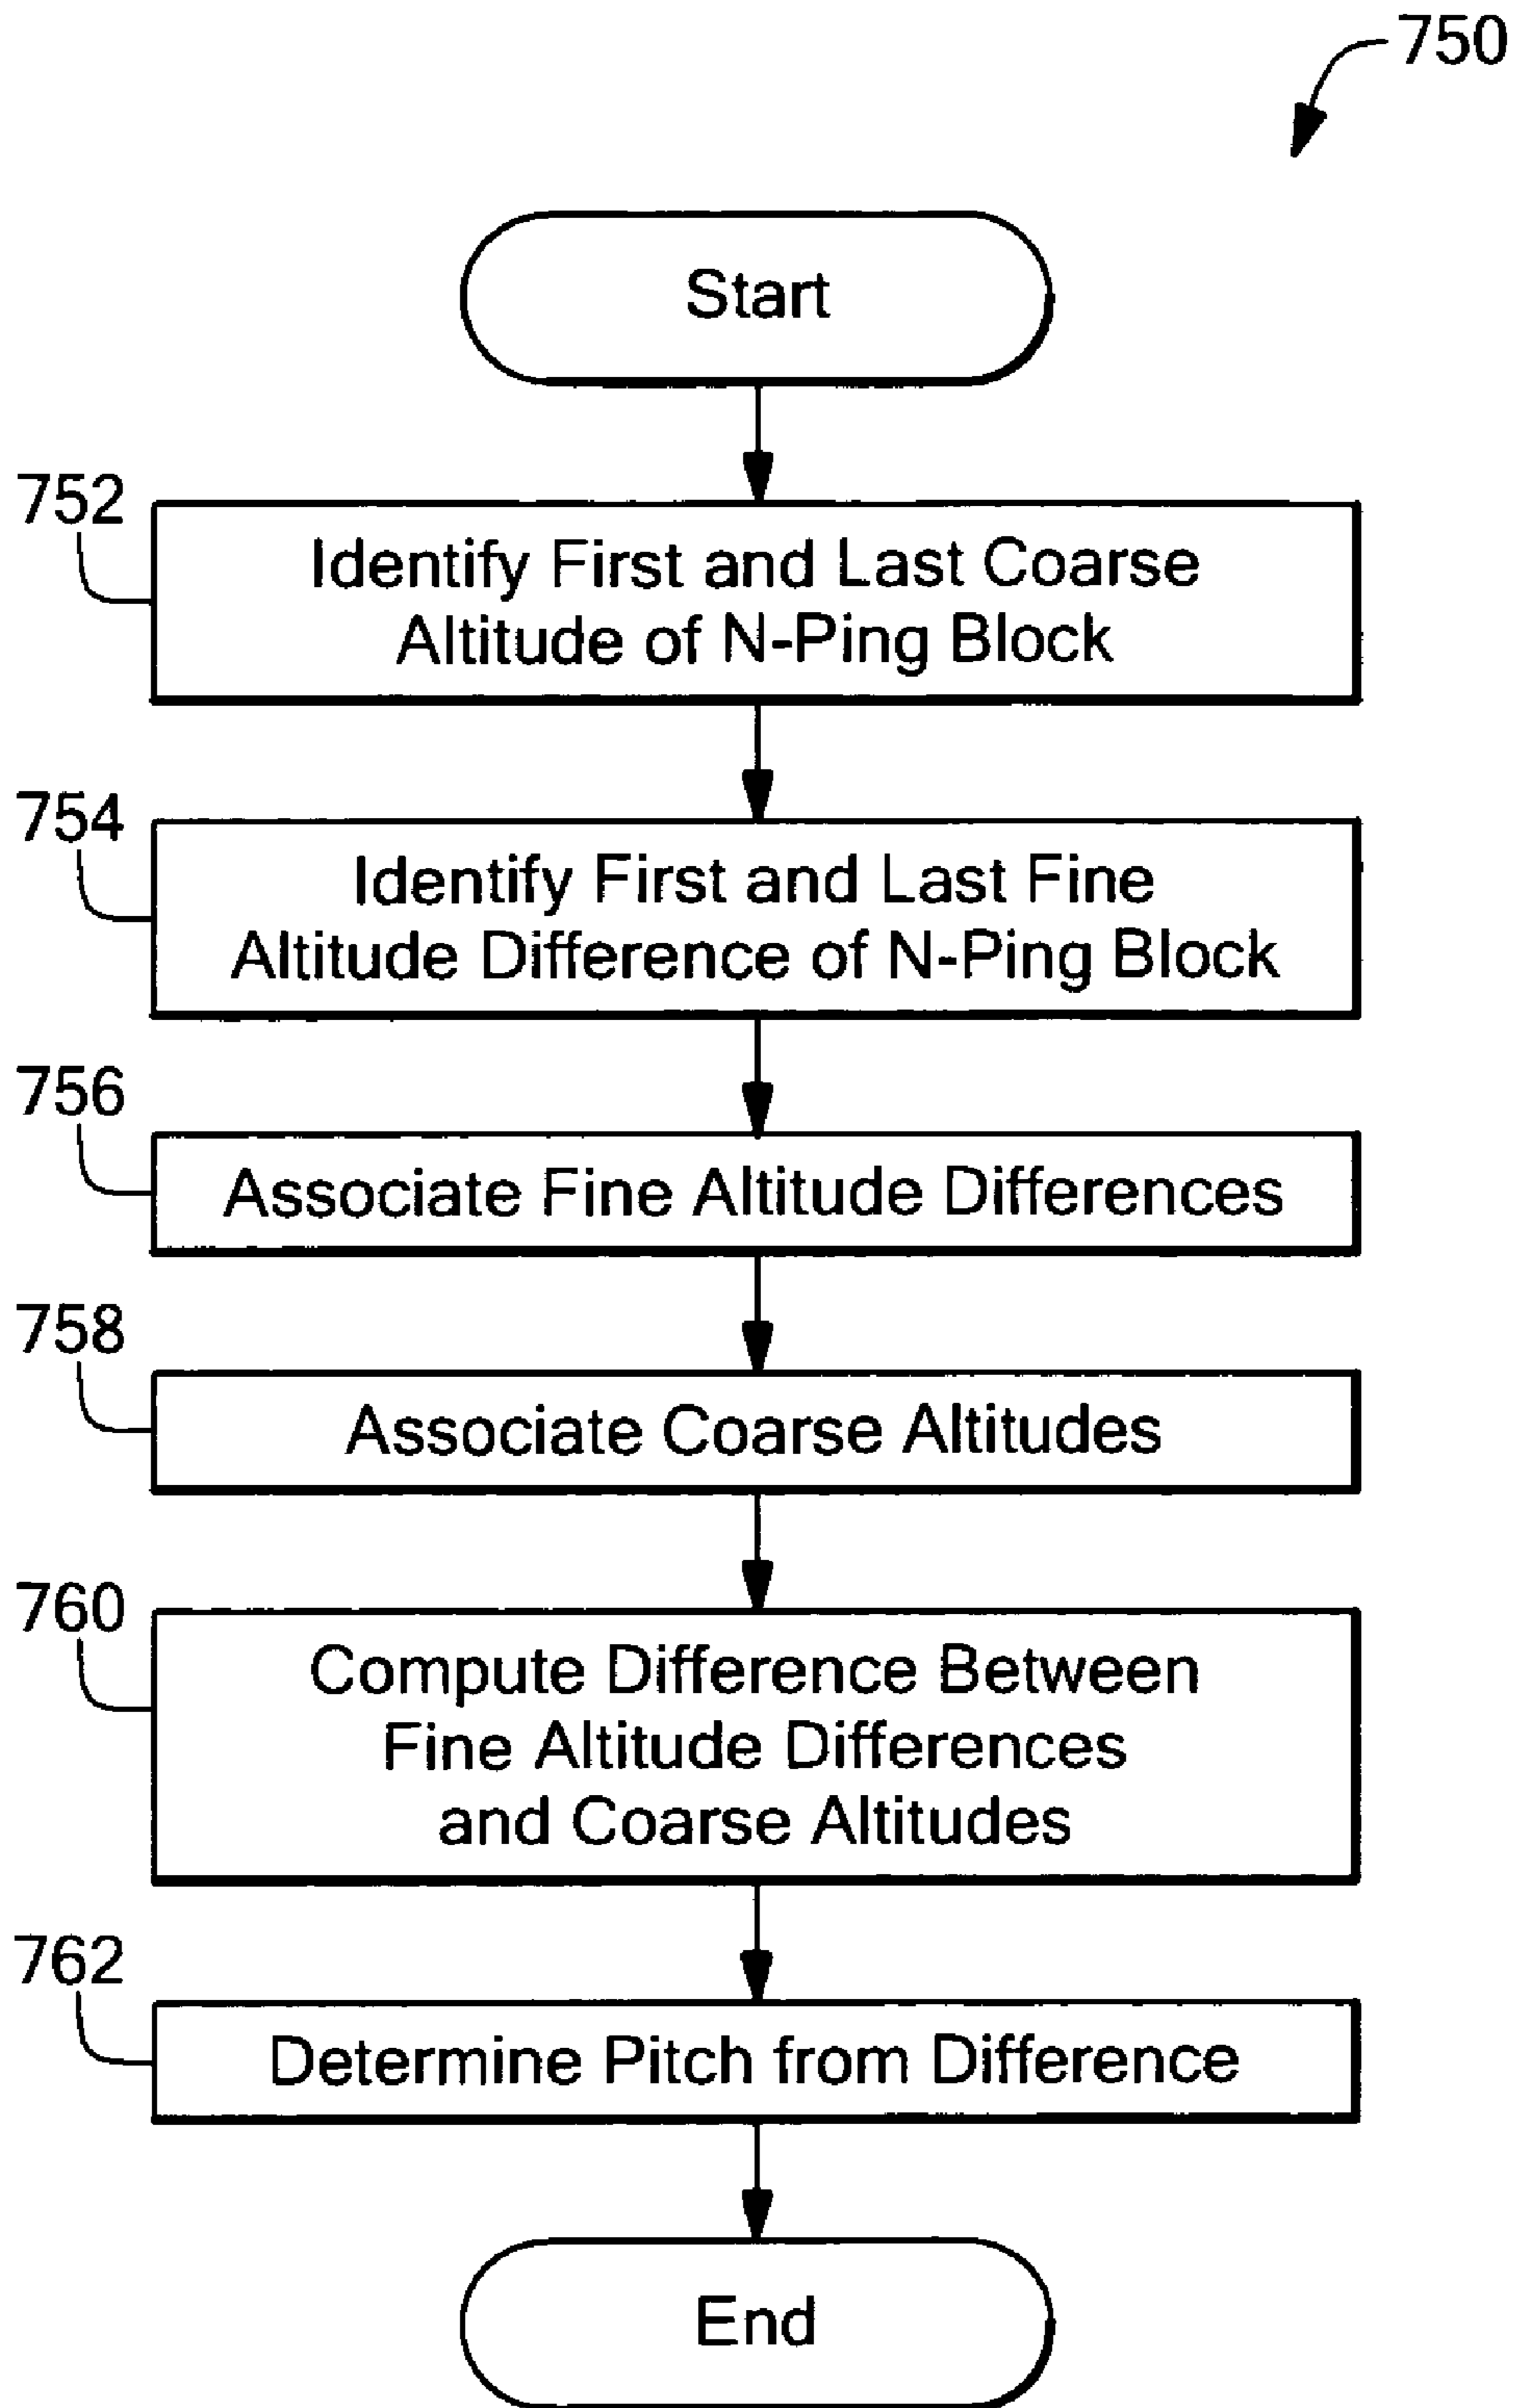 750
Start
752
Identify First and Last Coarse
Altitude of N-Ping Block
754
Identify First and Last Fine
Altitude Difference of N-Ping Block
756
Associate Fine Altitude Differences
758
Associate Coarse Altitudes
760
Compute Difference Between
Fine Altitude Differences
and Coarse Altitudes
762
Determine Pitch from Difference
End